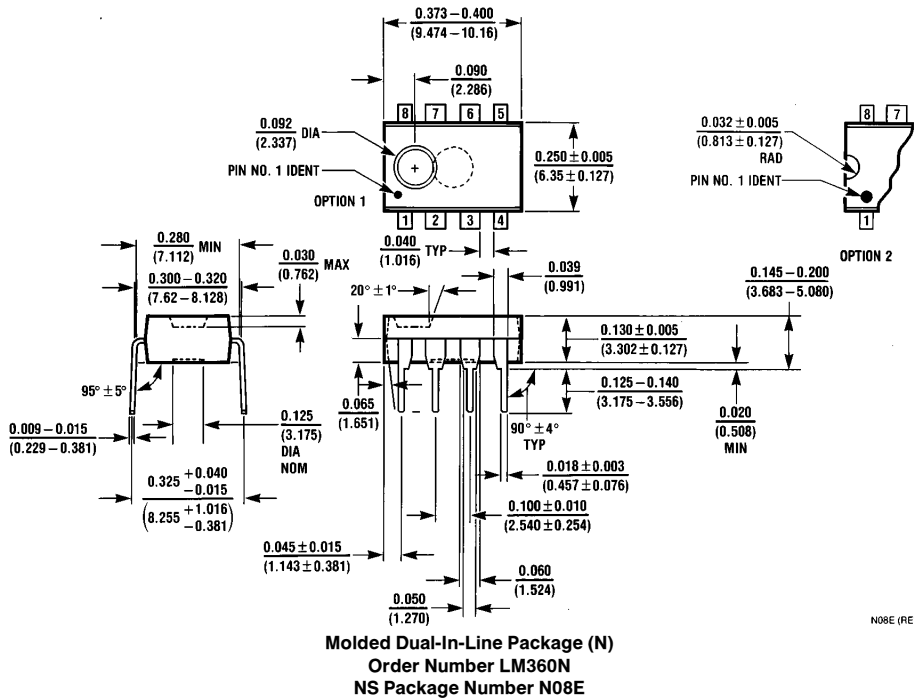 0.373 – 0.400
(9.474 – 10.16)
0.090
(2.286)
8 7 6 5
0.092 DIA
(2.337)
PIN NO. 1 IDENT
OPTION 1
1 2 3 4
0.250 ± 0.005
(6.35 ± 0.127)
8 7
0.032 ± 0.005
(0.813 ± 0.127)
RAD
PIN NO. 1 IDENT
1
OPTION 2
0.280 MIN
(7.112)
0.030 MAX
(0.762)
0.300 – 0.320
(7.62 – 8.128)
0.040 TYP
(1.016)
0.039
(0.991)
0.145 – 0.200
(3.683 – 5.080)
20° ± 1°
0.130 ± 0.005
(3.302 ± 0.127)
95° ± 5°
0.065
(1.651)
0.125 – 0.140
(3.175 – 3.556)
90° ± 4°
TYP
0.020
(0.508)
MIN
0.009 – 0.015
(0.229 – 0.381)
0.125
(3.175)
DIA
NOM
0.018 ± 0.003
(0.457 ± 0.076)
0.325 +0.040
–0.015
(8.255 +1.016
–0.381)
0.100 ± 0.010
(2.540 ± 0.254)
0.045 ± 0.015
(1.143 ± 0.381)
0.060
(1.524)
0.050
(1.270)
N08E (RE
Molded Dual-In-Line Package (N)
Order Number LM360N
NS Package Number N08E